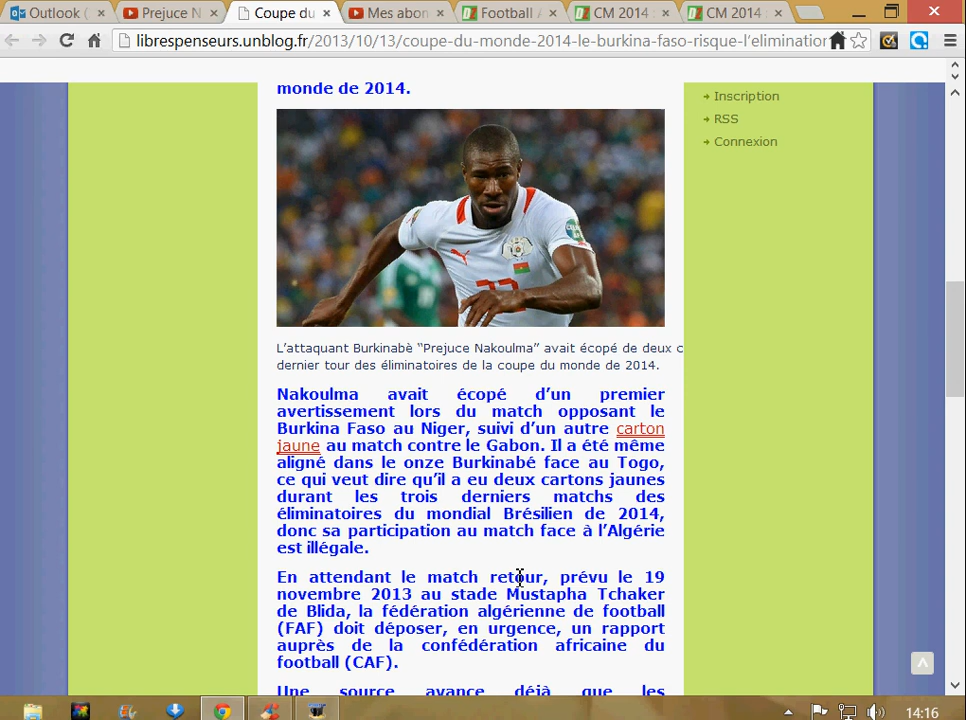 Outlook (
Prejuce N
Coupe du
Mes abon
Football A
CM 2014 :
CM 2014
librespenseurs.unblog.fr/2013/10/13/coupe-du-monde-2014-le-burkina-faso-risque-l'elimination
monde de 2014.
Inscription
RSS
Connexion
L'attaquant Burkinabè "Prejuce Nakoulma" avait écopé de deux c
dernier tour des éliminatoires de la coupe du monde de 2014.
Nakoulma avait écopé d'un premier
avertissement lors du match opposant le
Burkina Faso au Niger, suivi d'un autre carton
jaune au match contre le Gabon. Il a été même
aligné dans le onze Burkinabé face au Togo,
ce qui veut dire qu'il a eu deux cartons jaunes
durant les trois derniers matchs des
éliminatoires du mondial Brésilien de 2014,
donc sa participation au match face à l'Algérie
est illégale.
En attendant le match retour, prévu le 19
novembre 2013 au stade Mustapha Tchaker
de Blida, la fédération algérienne de football
(FAF) doit déposer, en urgence, un rapport
auprès de la confédération africaine du
football (CAF).
Une source avance déjà que les
14:16